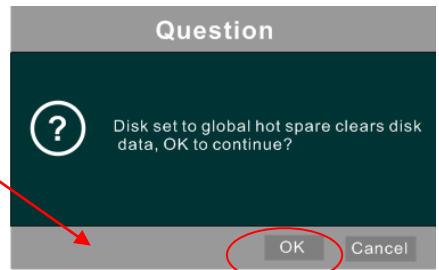 Question
Disk set to global hot spare clears disk
data, OK to continue?
OK Cancel